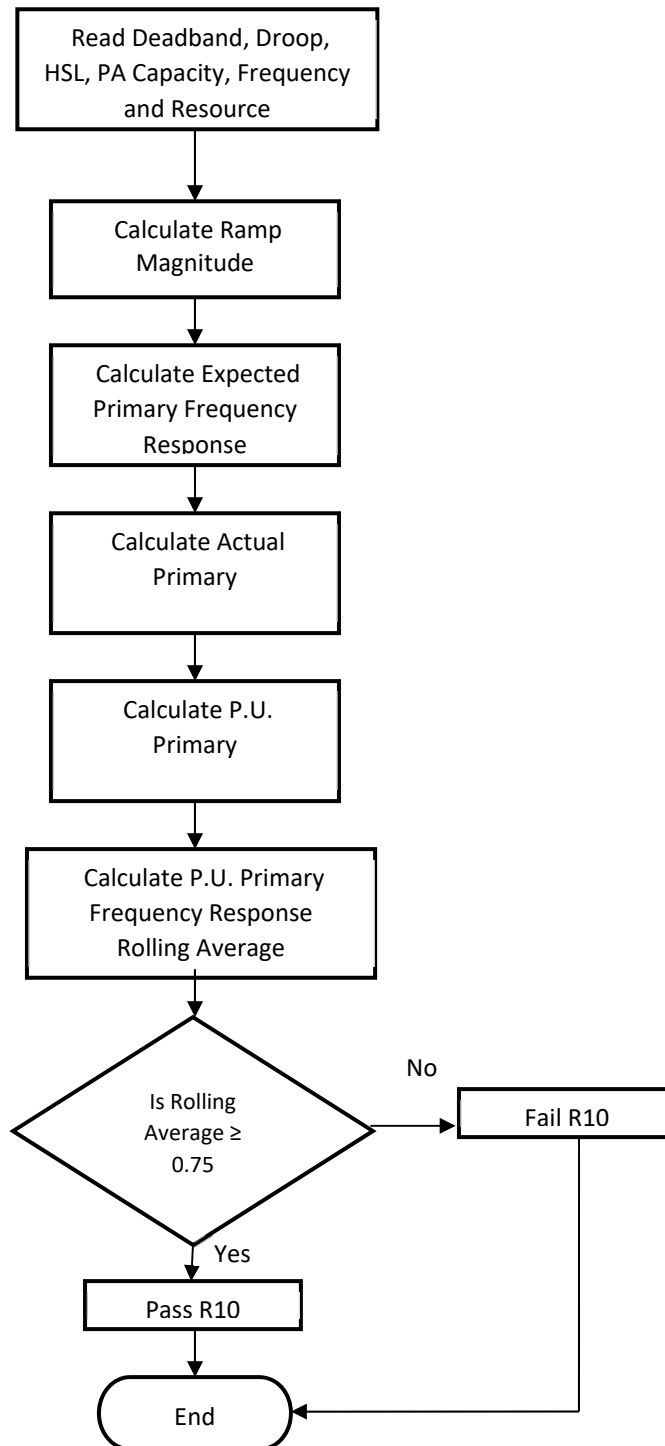 Read Deadband, Droop,
HSL, PA Capacity, Frequency
and Resource
Calculate Ramp
Magnitude
Calculate Expected
Primary Frequency
Response
Calculate Actual
Primary
Calculate P.U.
Primary
Calculate P.U. Primary
Frequency Response
Rolling Average
Is Rolling
Average ≥
0.75
No
Fail R10
Yes
Pass R10
End